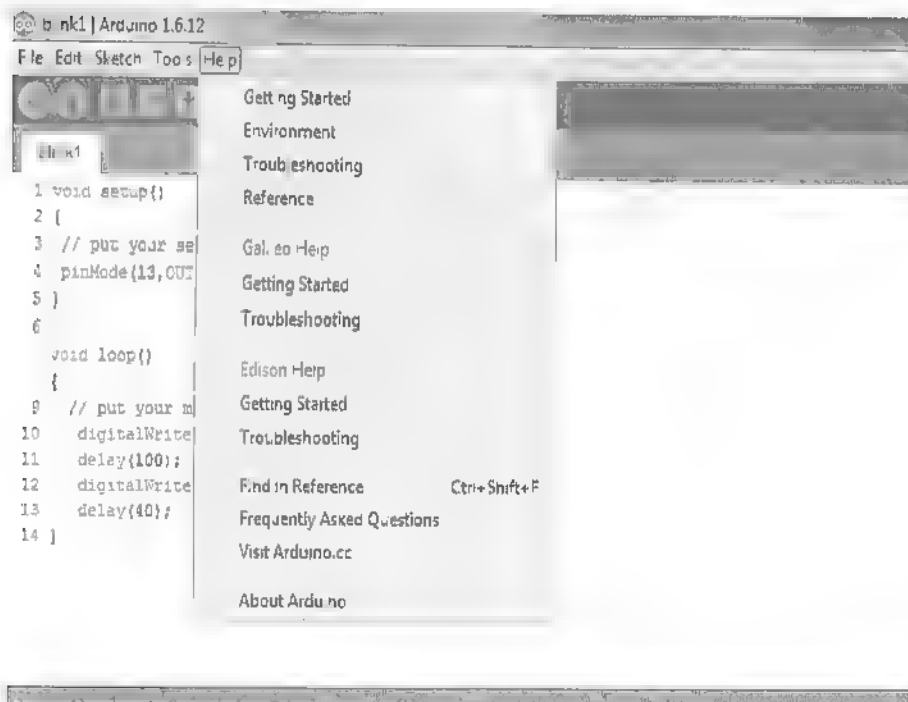 blink1 | Arduino 1.6.12
File Edit Sketch Tools Help
blink1
Getting Started
Environment
Troubleshooting
Reference
Galileo Help
Getting Started
Troubleshooting
Edison Help
Getting Started
Troubleshooting
Find in Reference Ctrl+Shift+F
Frequently Asked Questions
Visit Arduino.cc
About Arduino
1 void setup()
2 {
3 // put your se
4 pinMode(13,OUT
5 }
6
void loop()
{
9 // put your m
10 digitalWrite
11 delay(100);
12 digitalWrite
13 delay(40);
14 }